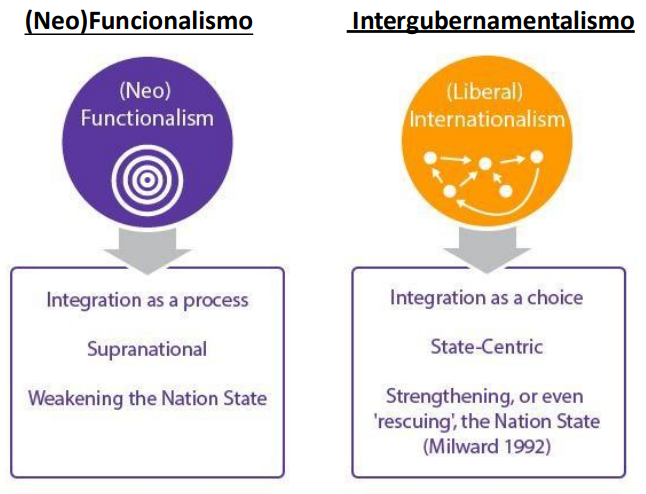 (Neo)Funcionalismo
Intergubernamentalismo
(Neo)
Functionalism
(Liberal)
Internationalism
Integration as a process
Supranational
Weakening the Nation State
Integration as a choice
State-Centric
Strengthening, or even
'rescuing', the Nation State
(Milward 1992)